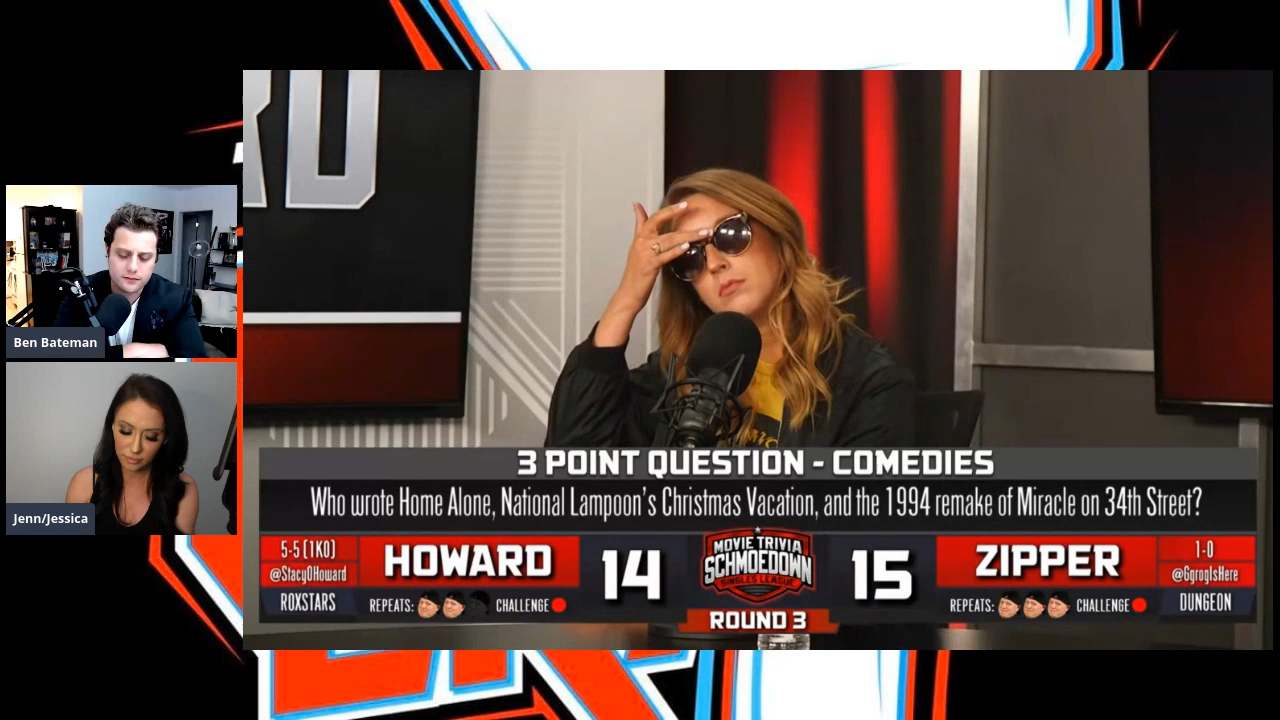 RD
Ben Bateman
Jenn/Jessica
3 POINT QUESTION - COMEDIES
Who wrote Home Alone, National Lampoon's Christmas Vacation, and the 1994 remake of Miracle on 34th Street?
5-5 (1KO)
@StacyOHoward
ROXSTARS
HOWARD
REPEATS:
CHALLENGE
14
MOVIE TRIVIA
SCHMOEDOWN
SINGLES LEAGUE
ROUND 3
15
ZIPPER
REPEATS:
CHALLENGE
1-0
@GgrogIsHere
DUNGEON